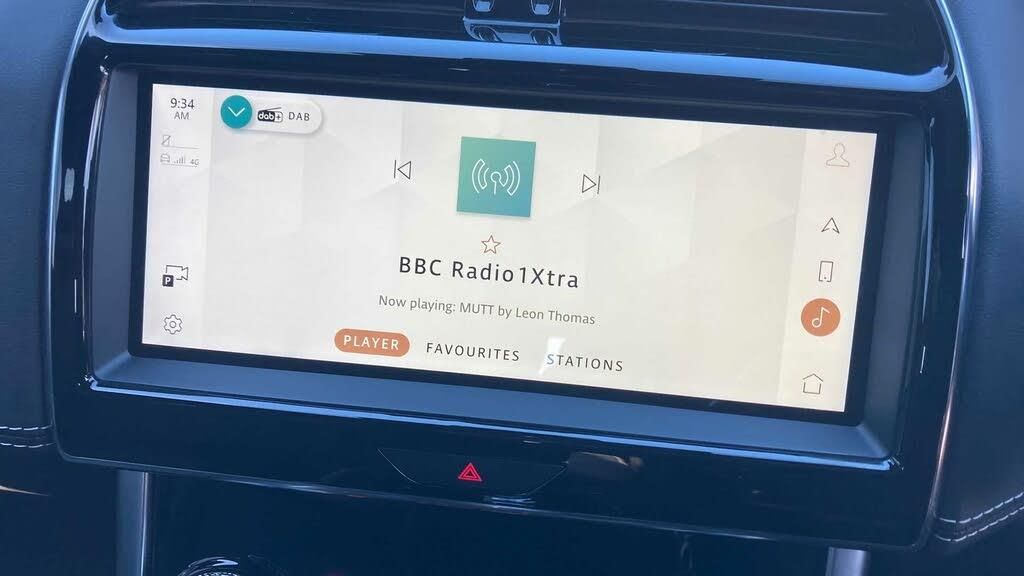 9:34
AM
dab+ DAB
4G
P
BBC Radio1Xtra
Now playing: MUTT by Leon Thomas
PLAYER FAVOURITES STATIONS